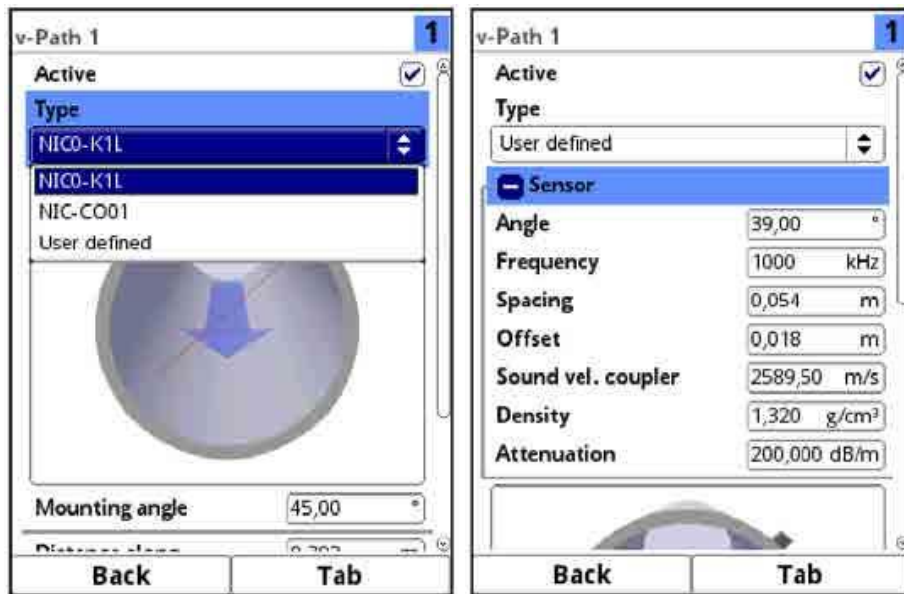 v-Path 1 1
Active
Type
NIC0-K1L
NIC0-K1L
NIC-CO01
User defined
Mounting angle 45,00 °
Back Tab
v-Path 1 1
Active
Type
User defined
Sensor
Angle 39,00 °
Frequency 1000 kHz
Spacing 0,054 m
Offset 0,018 m
Sound vel. coupler 2589,50 m/s
Density 1,320 g/cm³
Attenuation 200,000 dB/m
Back Tab